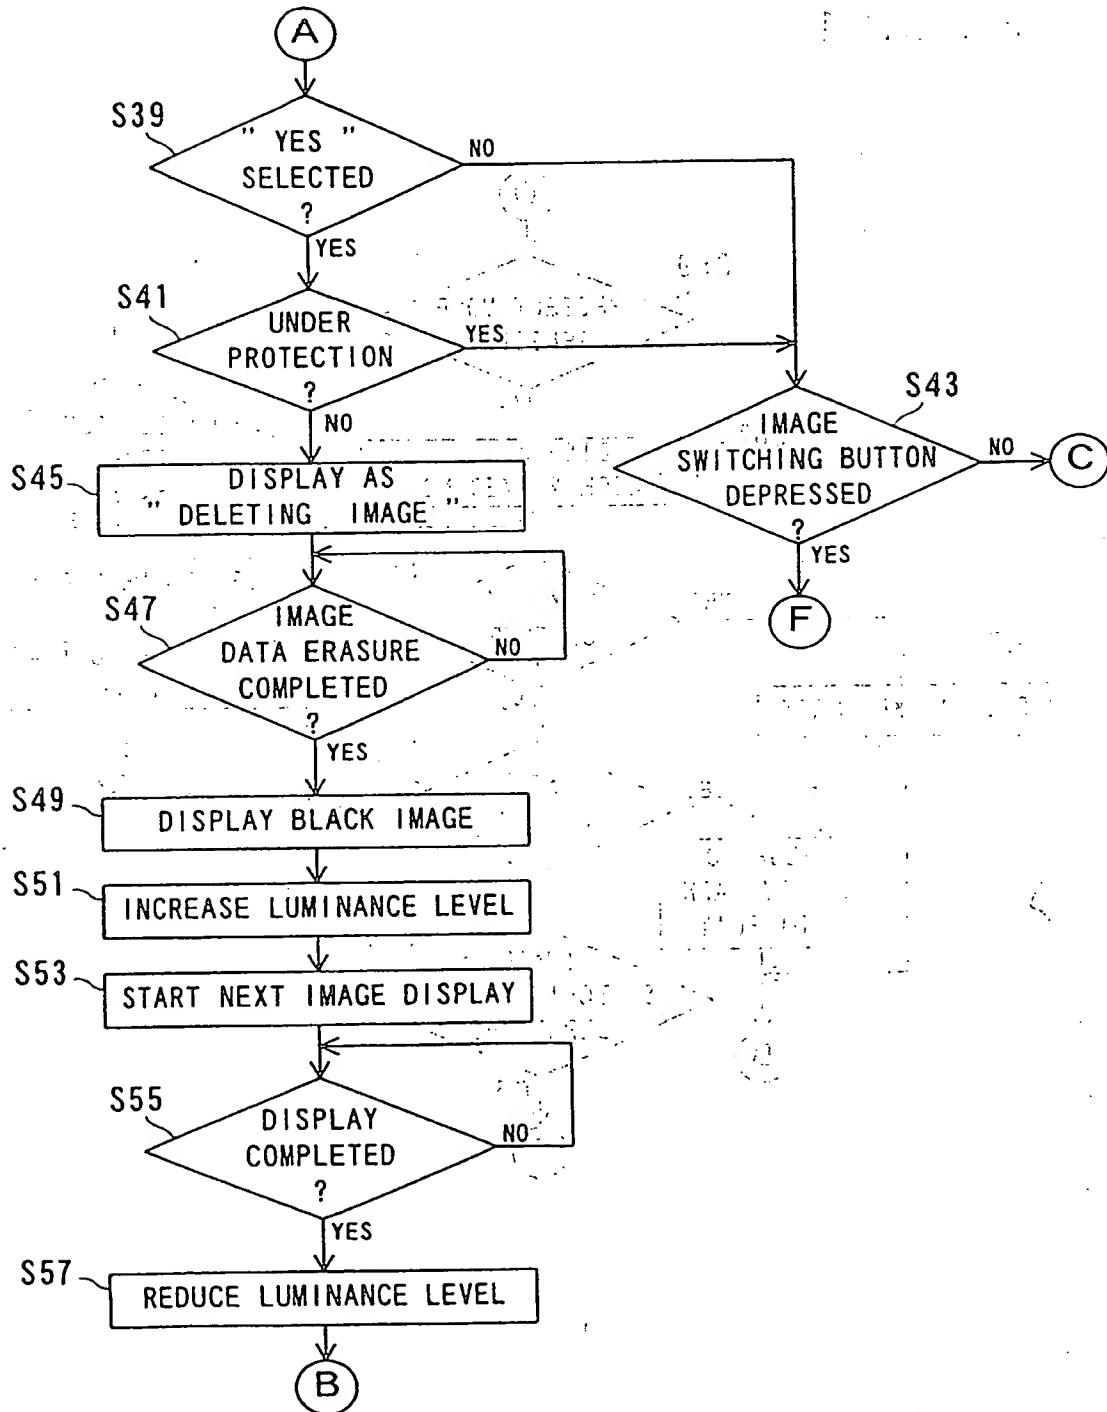 A
S39
" YES "
SELECTED
?
NO
YES
S41
UNDER
PROTECTION
?
YES
NO
S43
IMAGE
SWITCHING BUTTON
DEPRESSED
?
NO
C
YES
F
S45
DISPLAY AS
" DELETING IMAGE "
S47
IMAGE
DATA ERASURE
COMPLETED
?
NO
YES
S49
DISPLAY BLACK IMAGE
S51
INCREASE LUMINANCE LEVEL
S53
START NEXT IMAGE DISPLAY
S55
DISPLAY
COMPLETED
?
NO
YES
S57
REDUCE LUMINANCE LEVEL
B